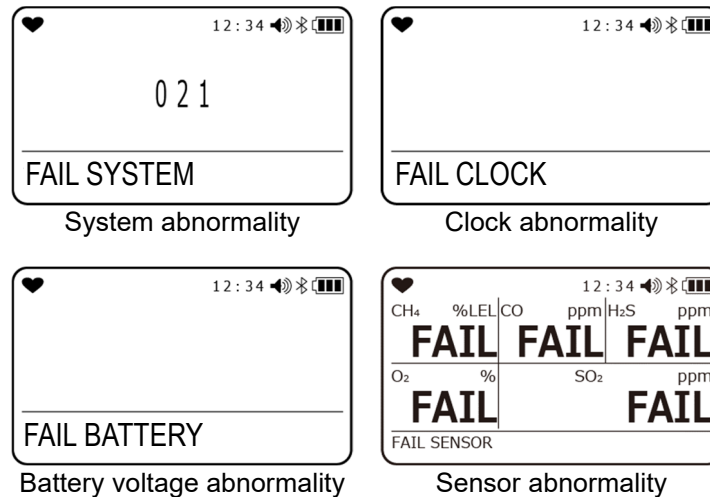 12:34
021
FAIL SYSTEM
System abnormality
12:34
FAIL CLOCK
Clock abnormality
12:34
FAIL BATTERY
Battery voltage abnormality
12:34
CH₄ %LEL CO ppm H₂S ppm
FAIL FAIL FAIL
O₂ % SO₂ ppm
FAIL FAIL
FAIL SENSOR
Sensor abnormality